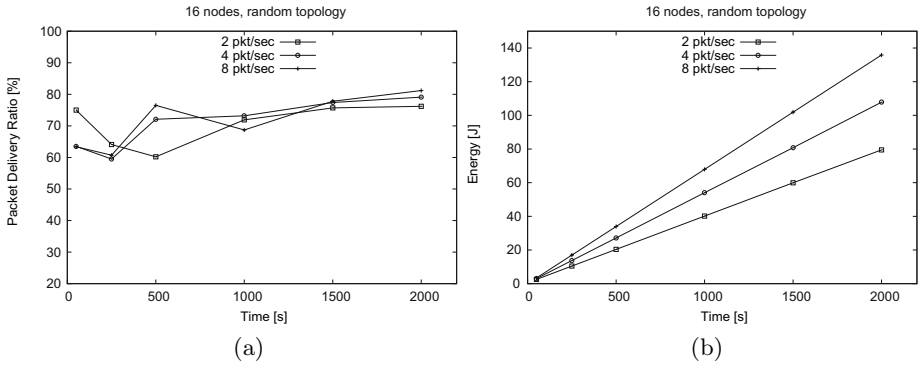 16 nodes, random topology
100
90
80
70
60
50
40
30
20
0
500
1000
1500
2000
Packet Delivery Ratio [%]
Time [s]
2 pkt/sec
4 pkt/sec
8 pkt/sec
(a)
16 nodes, random topology
140
120
100
80
60
40
20
0
0
500
1000
1500
2000
Energy [J]
Time [s]
2 pkt/sec
4 pkt/sec
8 pkt/sec
(b)